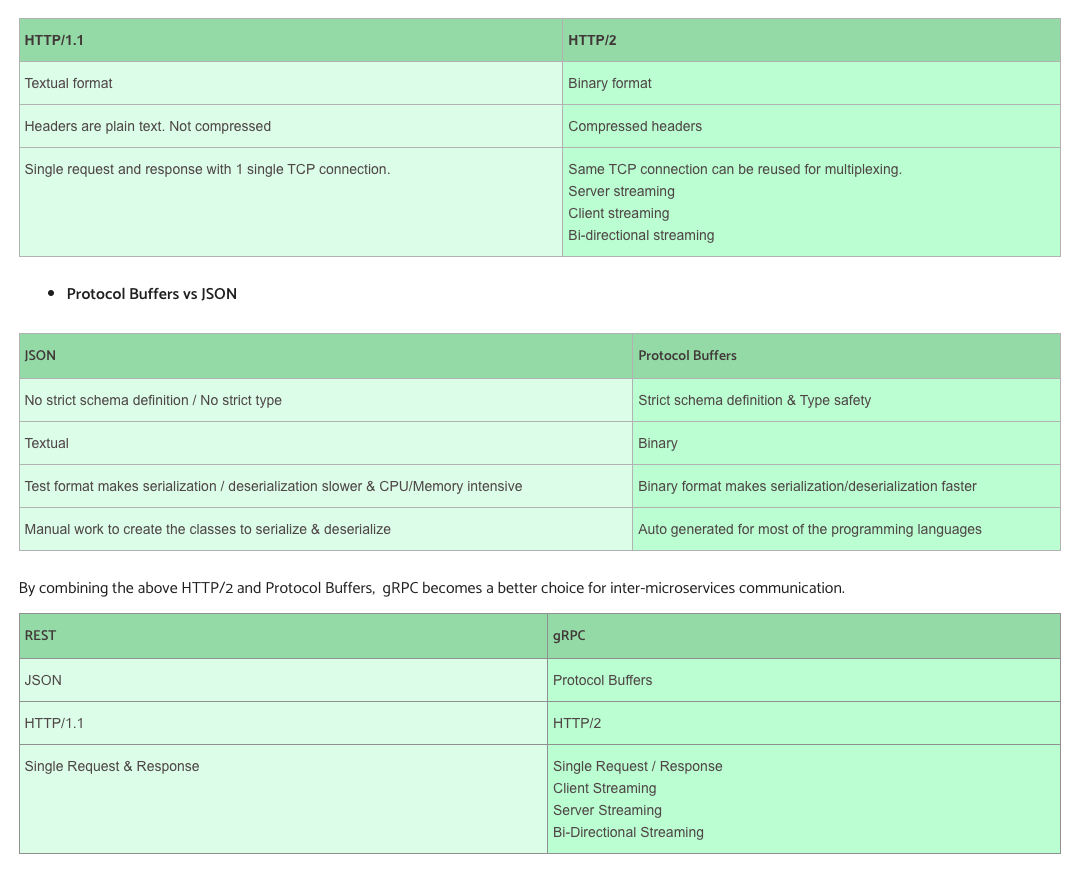 HTTP/1.1 HTTP/2
Textual format Binary format
Headers are plain text. Not compressed Compressed headers
Single request and response with 1 single TCP connection. Same TCP connection can be reused for multiplexing.
Server streaming
Client streaming
Bi-directional streaming
• Protocol Buffers vs JSON
JSON Protocol Buffers
No strict schema definition / No strict type Strict schema definition & Type safety
Textual Binary
Test format makes serialization / deserialization slower & CPU/Memory intensive Binary format makes serialization/deserialization faster
Manual work to create the classes to serialize & deserialize Auto generated for most of the programming languages
By combining the above HTTP/2 and Protocol Buffers,  gRPC becomes a better choice for inter-microservices communication.
REST gRPC
JSON Protocol Buffers
HTTP/1.1 HTTP/2
Single Request & Response Single Request / Response
Client Streaming
Server Streaming
Bi-Directional Streaming